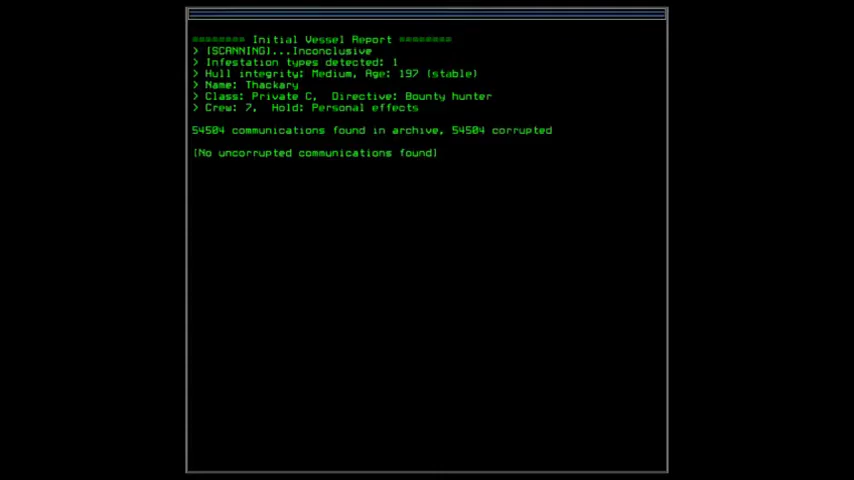 ======== Initial Vessel Report ========
> [SCANNING]...Inconclusive
> Infestation types detected: 1
> Hull integrity: Medium, Age: 197 (stable)
> Name: Thackary
> Class: Private C, Directive: Bounty hunter
> Crew: 7, Hold: Personal effects
54504 communications found in archive, 54504 corrupted
[No uncorrupted communications found]